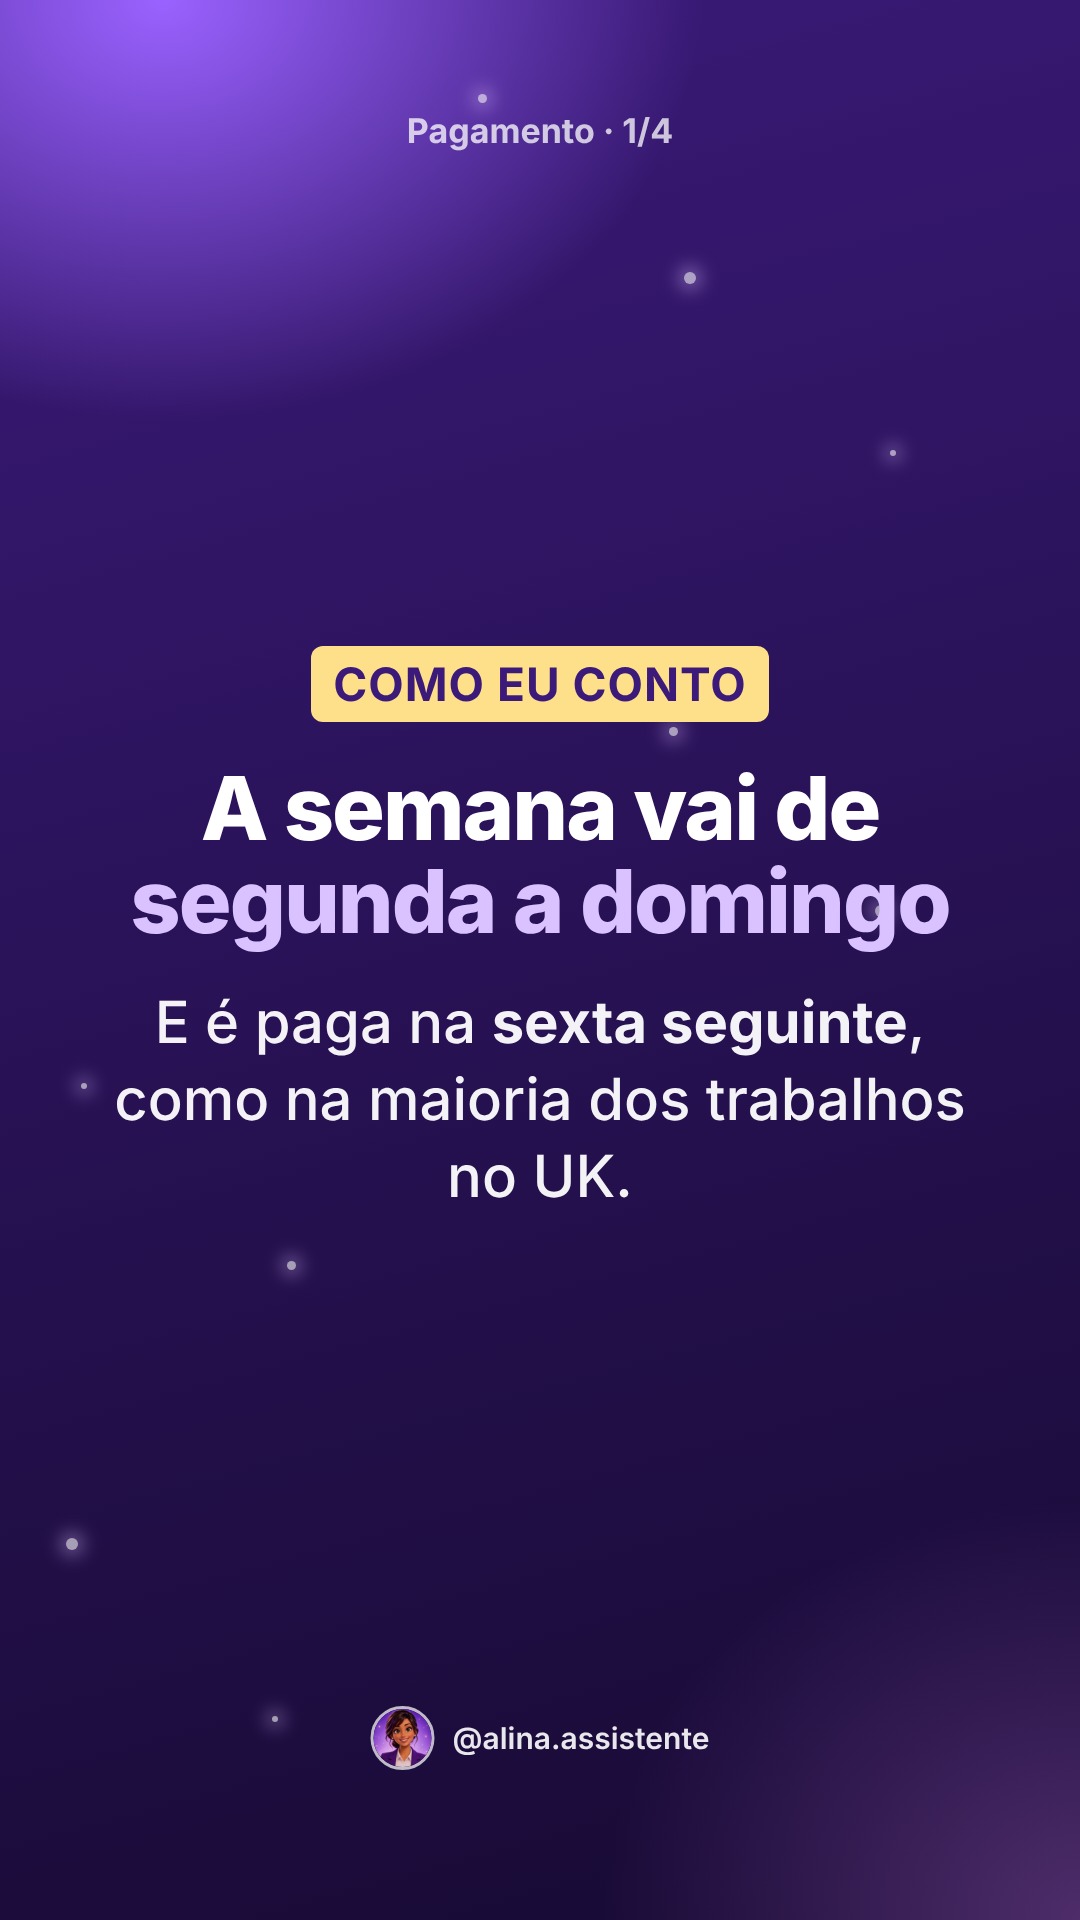 Pagamento · 1/4
COMO EU CONTO
A semana vai de
segunda a domingo
E é paga na sexta seguinte,
como na maioria dos trabalhos
no UK.
@alina.assistente